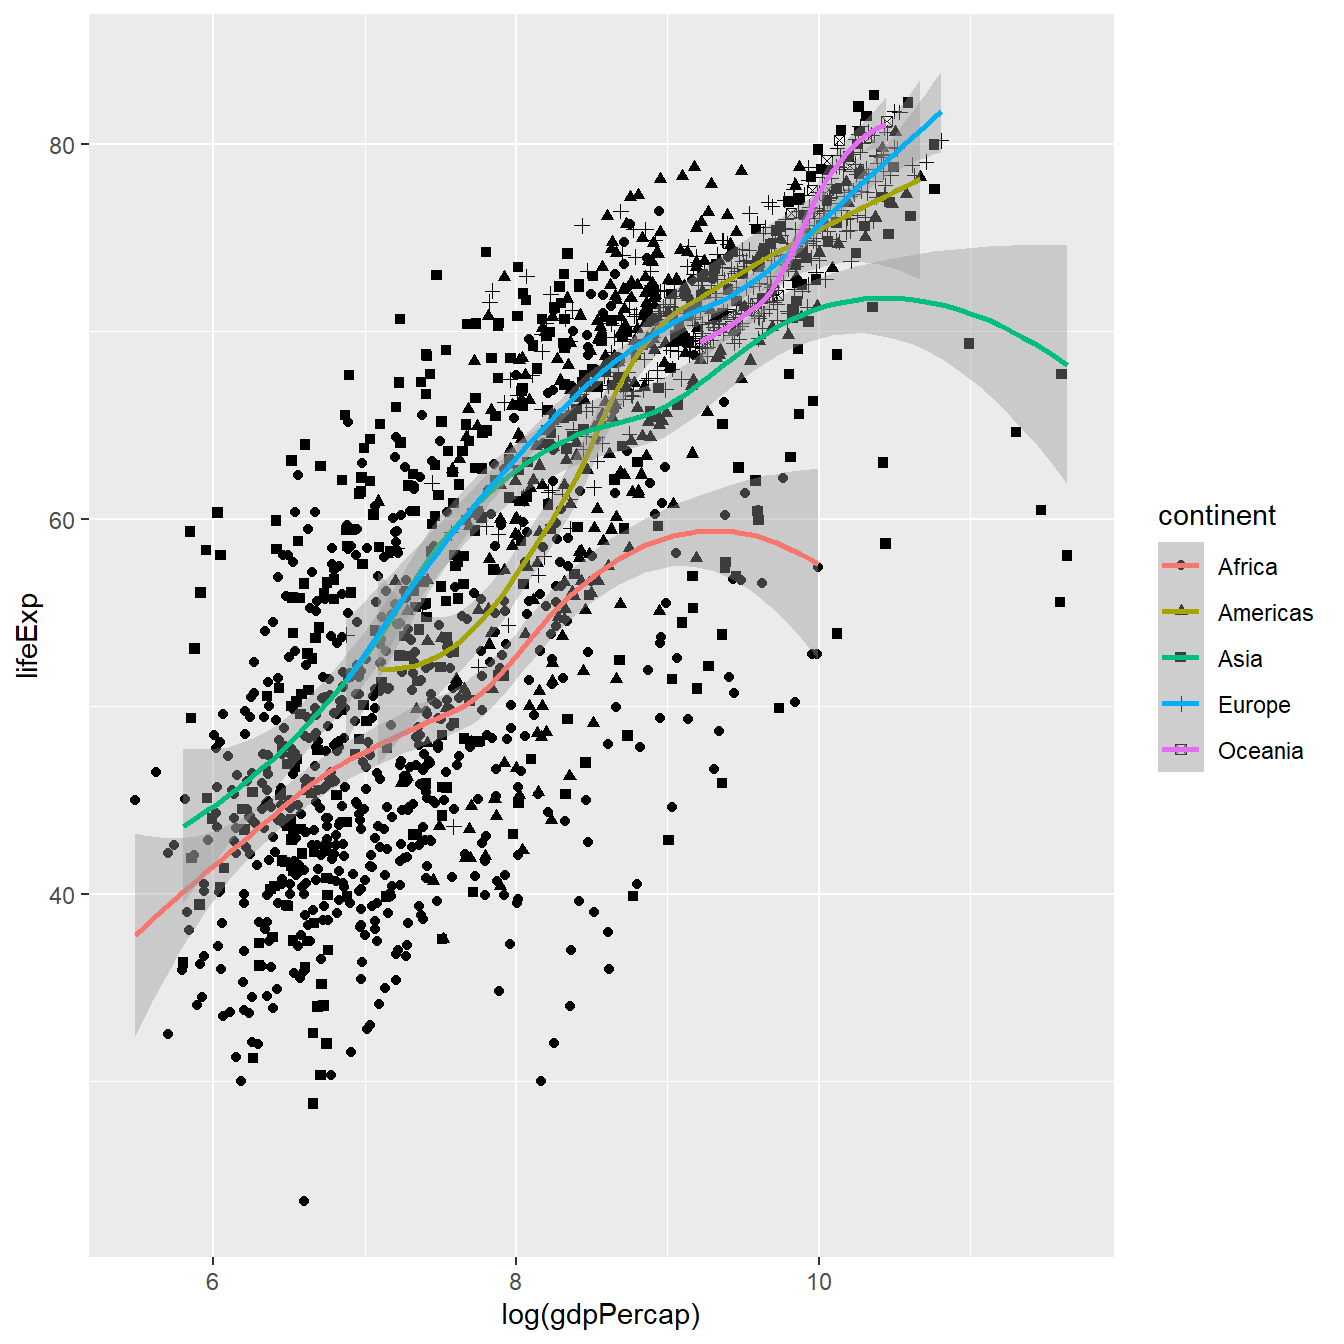 80
60
40
lifeExp
6 8 10
log(gdpPercap)
continent
Africa
Americas
Asia
Europe
Oceania